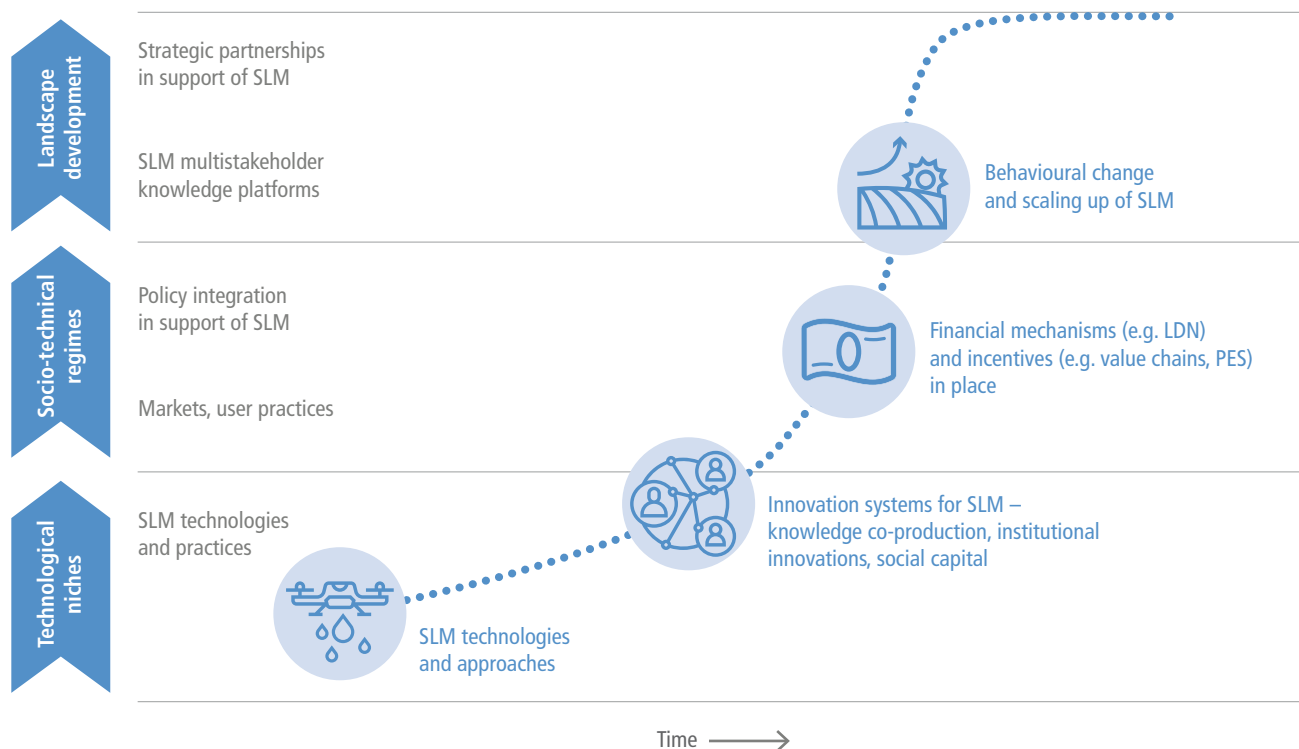 Landscape
development
Strategic partnerships
in support of SLM
SLM multistakeholder
knowledge platforms
Behavioural change
and scaling up of SLM
Socio-technical
regimes
Policy integration
in support of SLM
Markets, user practices
Financial mechanisms (e.g. LDN)
and incentives (e.g. value chains, PES)
in place
Technological
niches
SLM technologies
and practices
Innovation systems for SLM –
knowledge co-production, institutional
innovations, social capital
SLM technologies
and approaches
Time